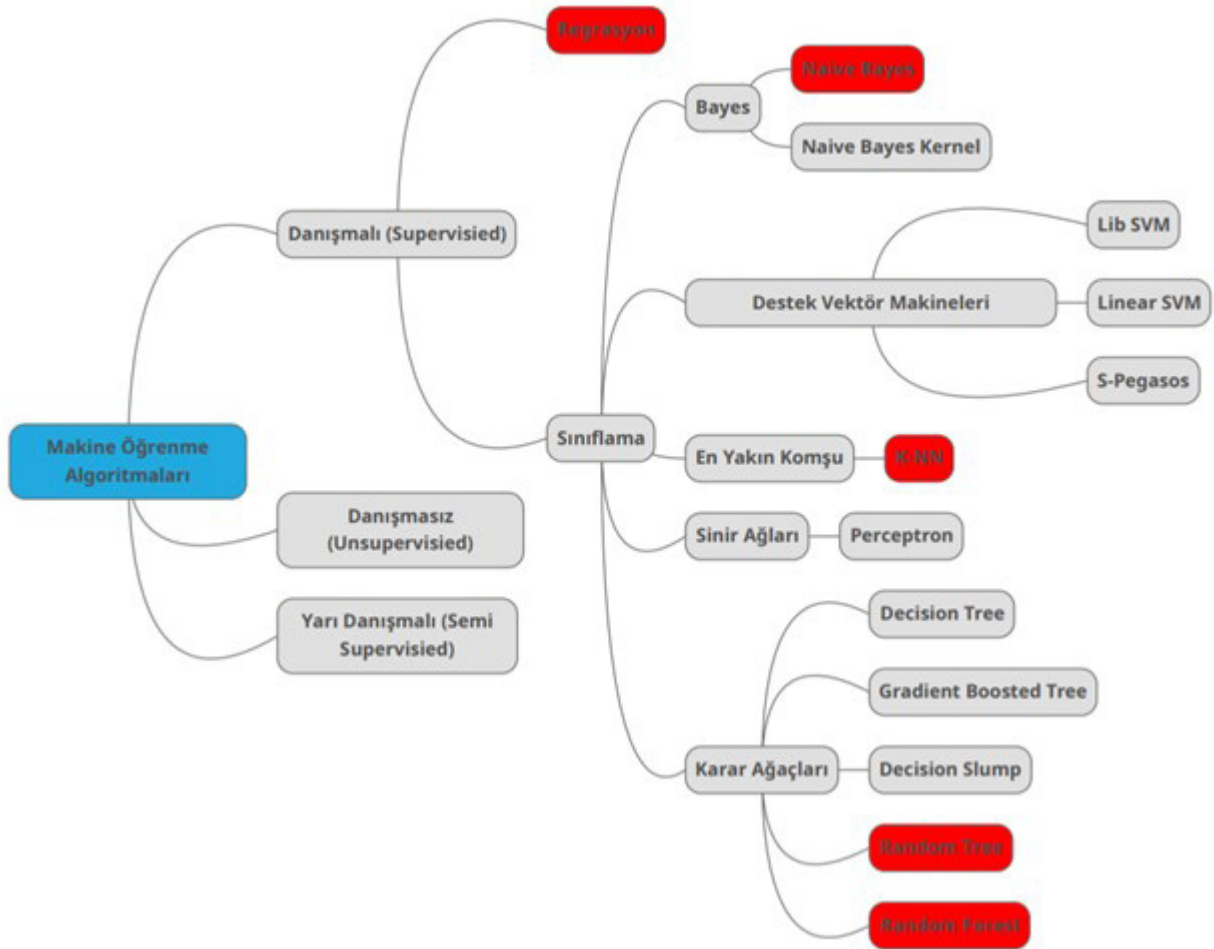 Regrasyon
Naive Bayes
Bayes
Naive Bayes Kernel
Lib SVM
Danışmalı (Supervisied)
Destek Vektör Makineleri
Linear SVM
S-Pegasos
Makine Öğrenme
Algoritmaları
Sınıflama
En Yakın Komşu
K-NN
Danışmasız
(Unsupervisied)
Sinir Ağları
Perceptron
Yarı Danışmalı (Semi
Supervisied)
Decision Tree
Gradient Boosted Tree
Karar Ağaçları
Decision Slump
Random Tree
Random Forest